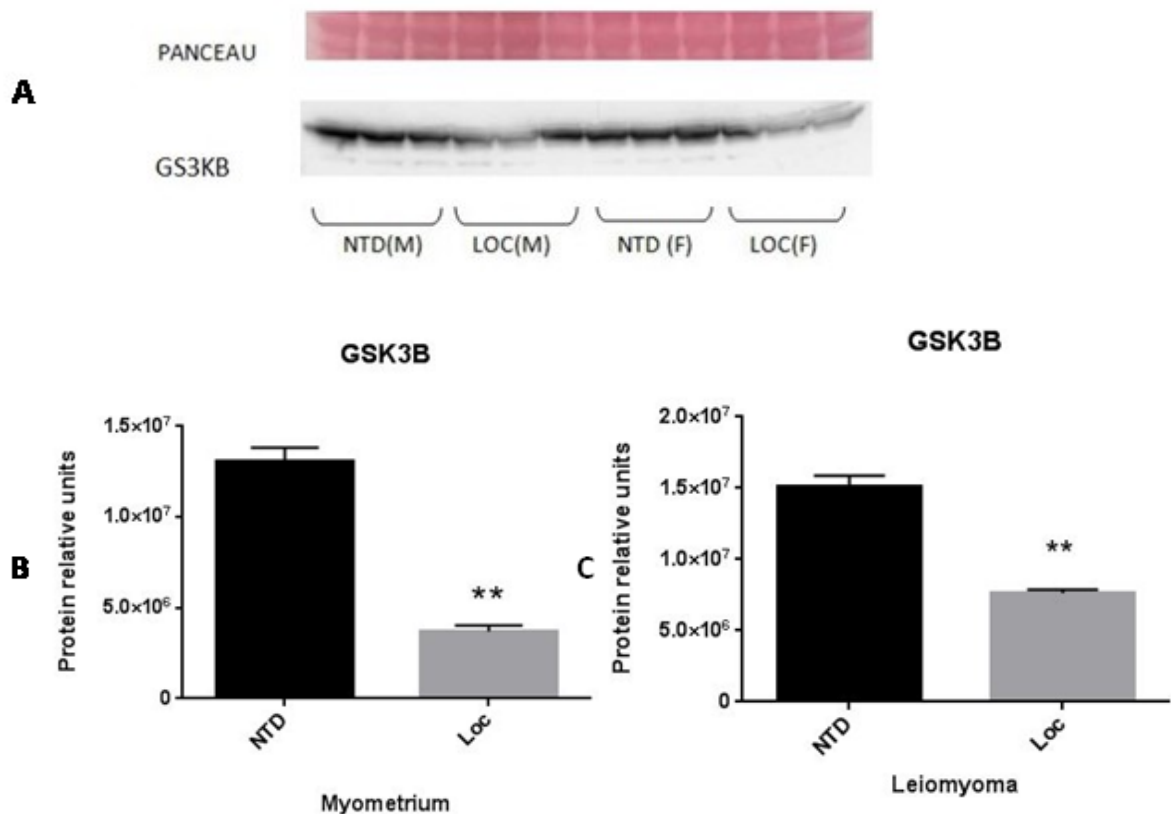 PANCEAU
A
GS3KB
NTD(M) LOC(M) NTD (F) LOC(F)
GSK3B
1.5×10⁷
1.0×10⁷
5.0×10⁶
0
Protein relative units
B
**
NTD Loc
Myometrium
GSK3B
2.0×10⁷
1.5×10⁷
1.0×10⁷
5.0×10⁶
0
Protein relative units
C
**
NTD Loc
Leiomyoma